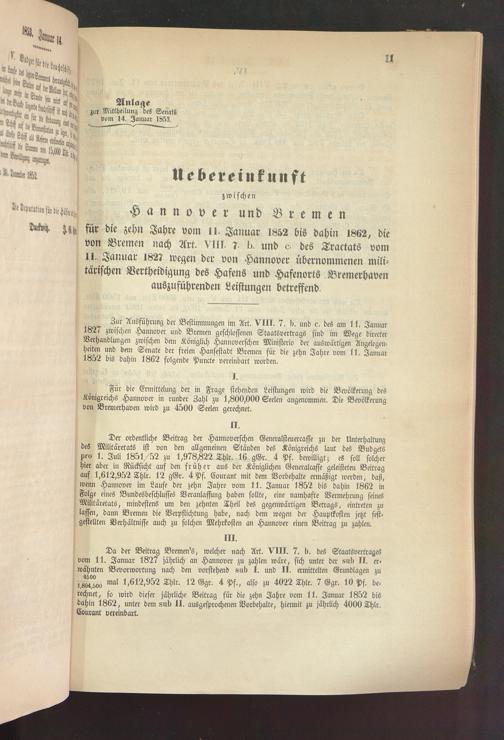 1853. Januar 14.
V. Budget für die Leuchtschiffe
11
Anlage
zur Mittheilung des Senats
vom 14. Januar 1853.
Uebereinkunft
zwischen
Hannover und Bremen
für die zehn Jahre vom 11. Januar 1852 bis dahin 1862, die
von Bremen nach Art. VIII. 7. b. und c. des Tractats vom
11. Januar 1827 wegen der von Hannover übernommenen mili-
tärischen Vertheidigung des Hafens und Hafenorts Bremerhaven
auszuführenden Leistungen betreffend.
Zur Ausführung der Bestimmungen im Art. VIII. 7. b. und c. des am 11. Januar
1827 zwischen Hannover und Bremen geschlossenen Staatsvertrags sind im Wege directer
Verhandlungen zwischen dem Königlich Hannoverschen Ministerio der auswärtigen Angelegen-
heiten und dem Senate der freien Hansestadt Bremen für die zehn Jahre vom 11. Januar
1852 bis dahin 1862 folgende Punkte vereinbart worden.
I.
Für die Ermittelung der in Frage stehenden Leistungen wird die Bevölkerung des
Königreichs Hannover in runder Zahl zu 1,800,000 Seelen angenommen. Die Bevölkerung
von Bremerhaven wird zu 4500 Seelen gerechnet.
II.
Der ordentliche Beitrag der Hannoverschen Generalsteuercasse zu der Unterhaltung
des Militäretats ist von den allgemeinen Ständen des Königreichs laut des Budgets
pro 1. Juli 1851/52 zu 1,978,822 Thlr. 16 gGr. 4 Pf. bewilligt; es soll solcher
hier aber in Rücksicht auf den früher aus der Königlichen Generalkasse geleisteten Beitrag
auf 1,612,952 Thlr. 12 gGr. 4 Pf. Courant mit dem Vorbehalte ermäßigt werden, daß,
wenn Hannover im Laufe der zehn Jahre vom 11. Januar 1852 bis dahin 1862 in
Folge eines Bundesbeschlusses Veranlassung haben sollte, eine namhafte Vermehrung seines
Militäretats, mindestens um den zehnten Theil des gegenwärtigen Betrags, eintreten zu
lassen, dann Bremen die Verpflichtung habe, nach dem wegen der Hauptkosten jetzt fest-
gestellten Verhältnisse auch zu solchen Mehrkosten an Hannover einen Beitrag zu zahlen.
III.
Da der Beitrag Bremen's, welcher nach Art. VIII. 7. b. des Staatsvertrages
vom 11. Januar 1827 jährlich an Hannover zu zahlen wäre, sich unter der sub II. er-
wähnten Bevorwortung nach den vorstehend sub I. und II. ermittelten Grundlagen zu
4500/1,804,500 mal 1,612,952 Thlr. 12 Ggr. 4 Pf., also zu 4022 Thlr. 7 Ggr. 10 Pf. be-
rechnet, so wird dieser jährliche Beitrag für die zehn Jahre vom 11. Januar 1852 bis
dahin 1862, unter dem sub II. ausgesprochenen Vorbehalte, hiermit zu jährlich 4000 Thlr.
Courant vereinbart.